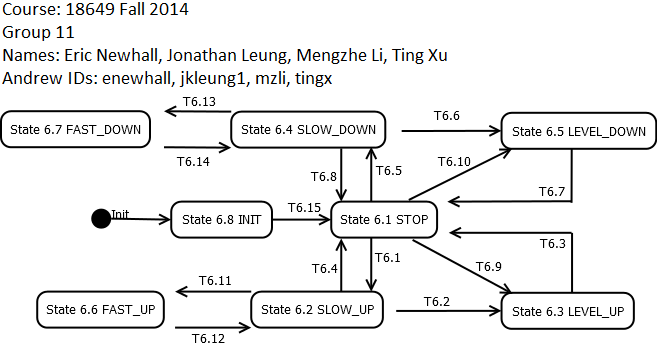 Course: 18649 Fall 2014
Group 11
Names: Eric Newhall, Jonathan Leung, Mengzhe Li, Ting Xu
Andrew IDs: enewhall, jkleung1, mzli, tingx
T6.13
State 6.7 FAST_DOWN
State 6.4 SLOW_DOWN
T6.6
State 6.5 LEVEL_DOWN
T6.14
T6.8
T6.5
T6.10
T6.7
Init
State 6.8 INIT
T6.15
State 6.1 STOP
T6.3
T6.4
T6.1
T6.9
T6.11
State 6.6 FAST_UP
State 6.2 SLOW_UP
T6.2
State 6.3 LEVEL_UP
T6.12